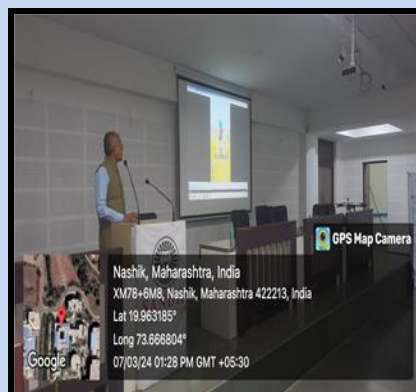 GPS Map Camera
Nashik, Maharashtra, India
XM78+6M8, Nashik, Maharashtra 422213, India
Lat 19.963185°
Long 73.666804°
07/03/24 01:28 PM GMT +05:30
Google